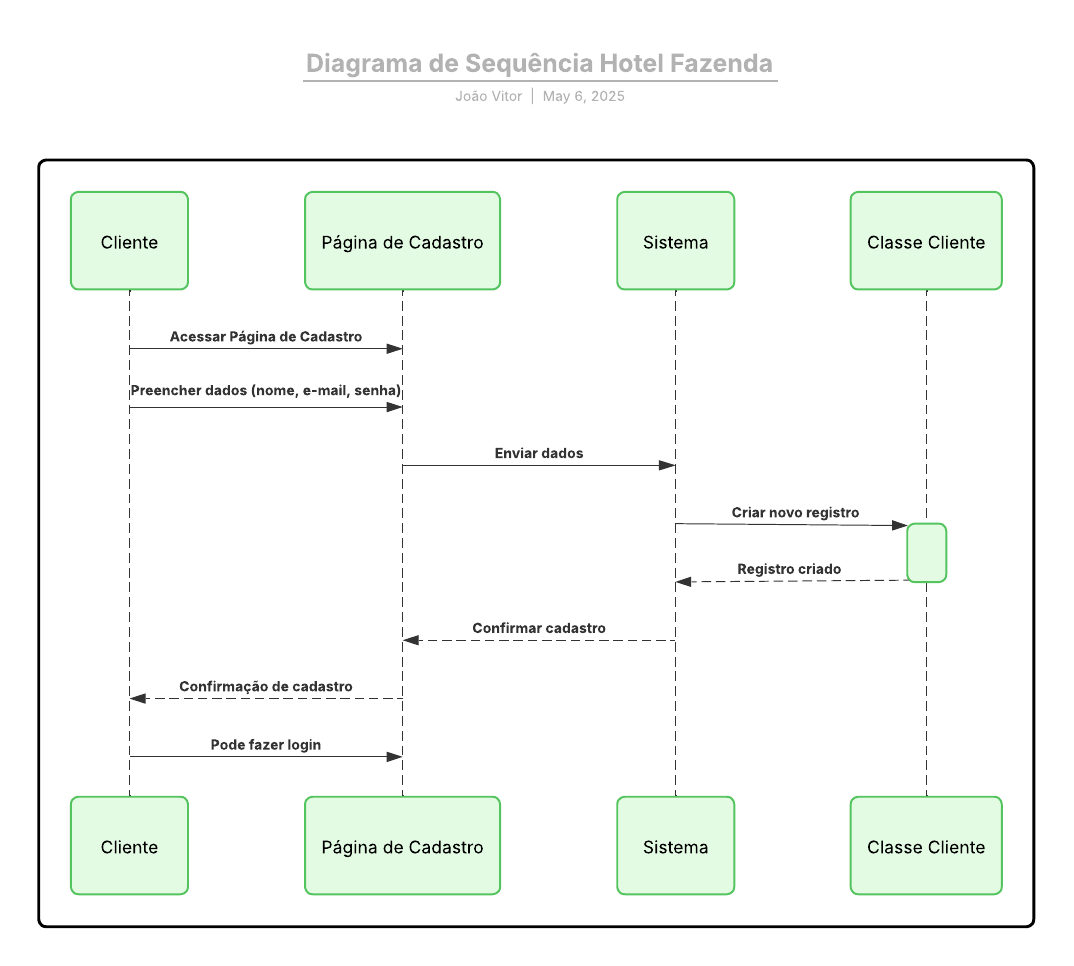 Diagrama de Sequência Hotel Fazenda
João Vitor | May 6, 2025
Cliente
Página de Cadastro
Sistema
Classe Cliente
Acessar Página de Cadastro
Preencher dados (nome, e-mail, senha)
Enviar dados
Criar novo registro
Registro criado
Confirmar cadastro
Confirmação de cadastro
Pode fazer login
Cliente
Página de Cadastro
Sistema
Classe Cliente